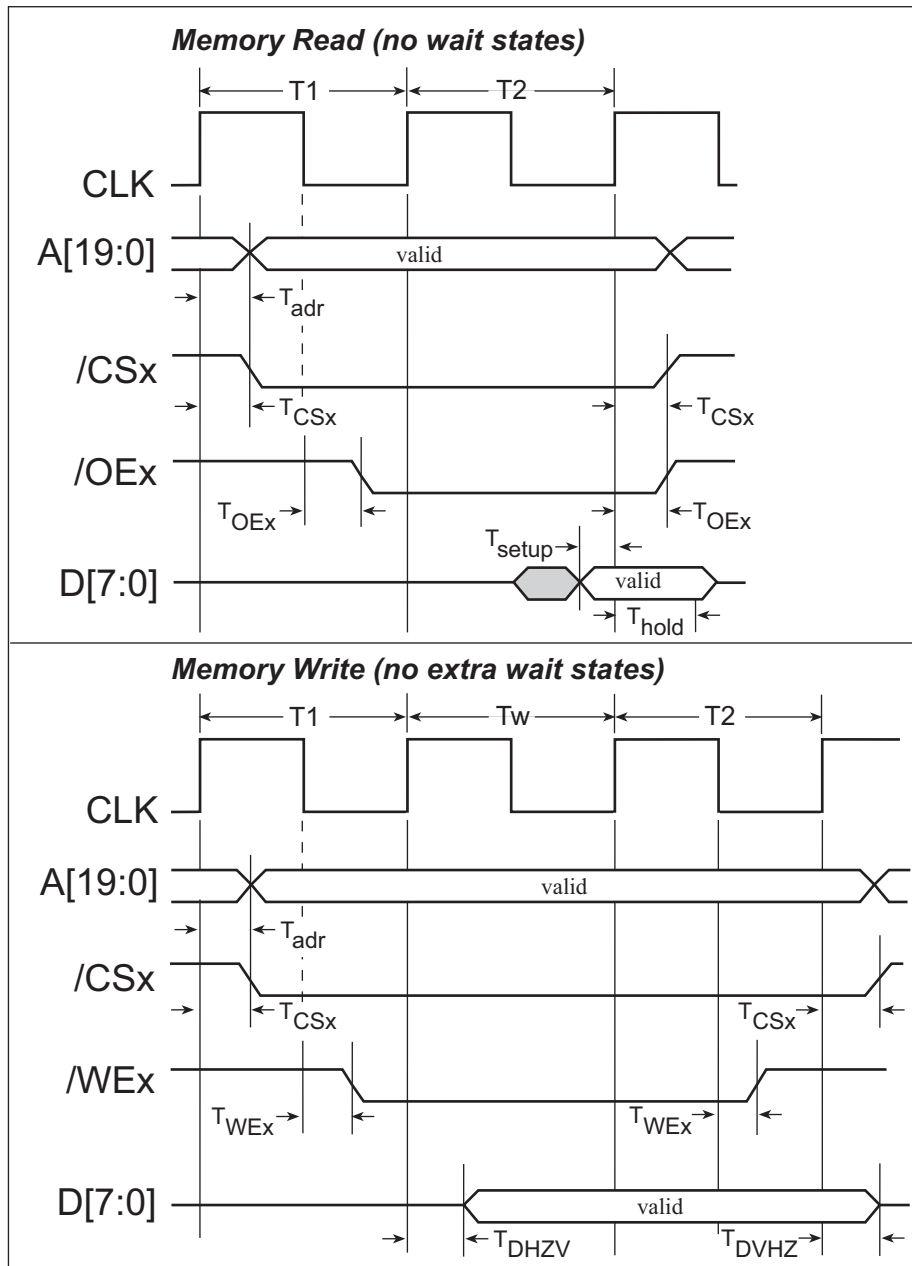 Memory Read (no wait states)
T1 T2
CLK
A[19:0] valid
Tadr
/CSx
TCSx TCSx
/OEx
TOEx TOEx
Tsetup
D[7:0] valid
Thold
Memory Write (no extra wait states)
T1 Tw T2
CLK
A[19:0] valid
Tadr
/CSx
TCSx TCSx
/WEx
TWEx TWEx
D[7:0] valid
TDHZV TDVHZ